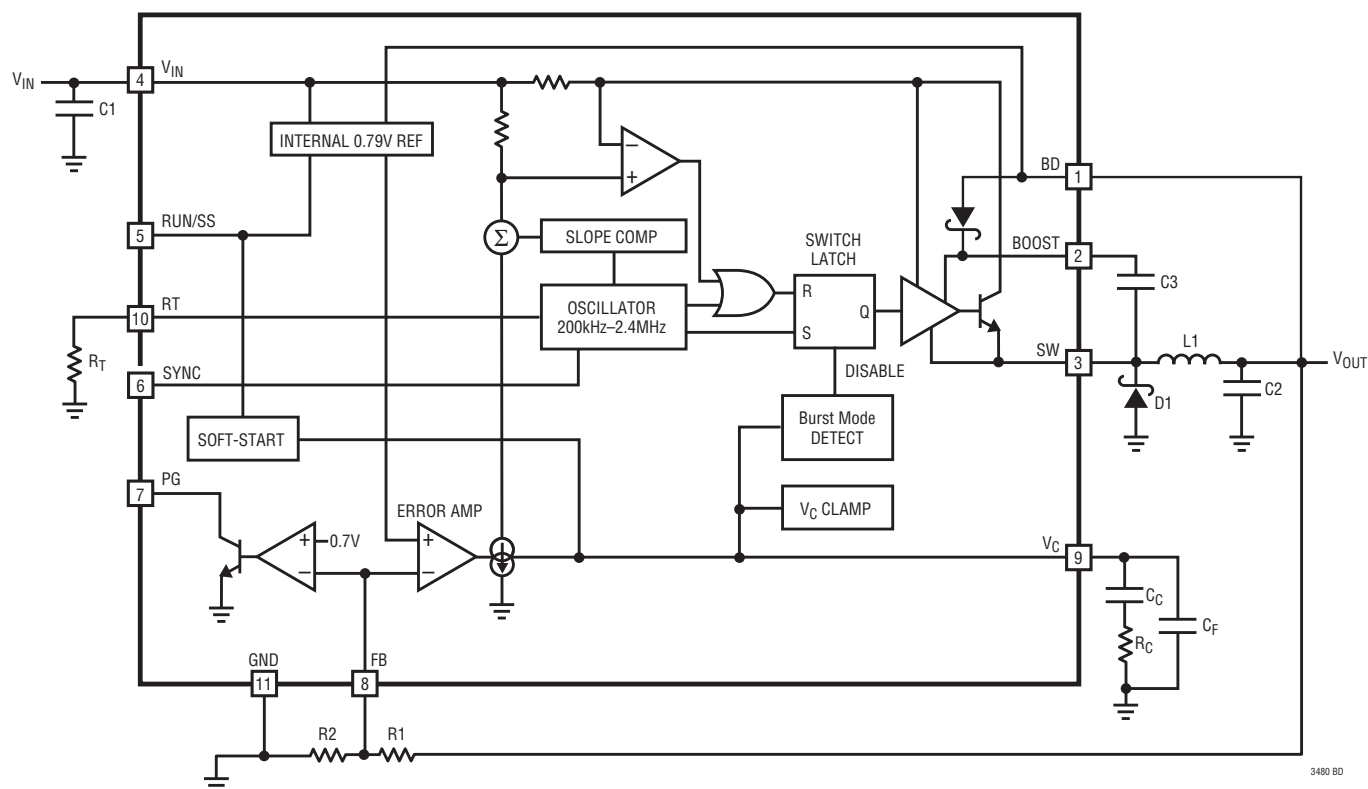 V_IN
C1
4
V_IN
INTERNAL 0.79V REF
5
RUN/SS
Σ
SLOPE COMP
OSCILLATOR
200kHz–2.4MHz
10
RT
R_T
6
SYNC
SOFT-START
7
PG
+
–
0.7V
ERROR AMP
+
–
–
+
SWITCH
LATCH
R
S
Q
DISABLE
Burst Mode
DETECT
V_C CLAMP
BD
1
BOOST
2
C3
SW
3
L1
V_OUT
D1
C2
V_C
9
C_C
R_C
C_F
GND
11
FB
8
R2
R1
3480 BD